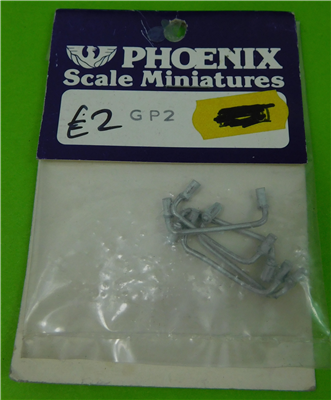 PHOENIX
Scale Miniatures
£2 GP2